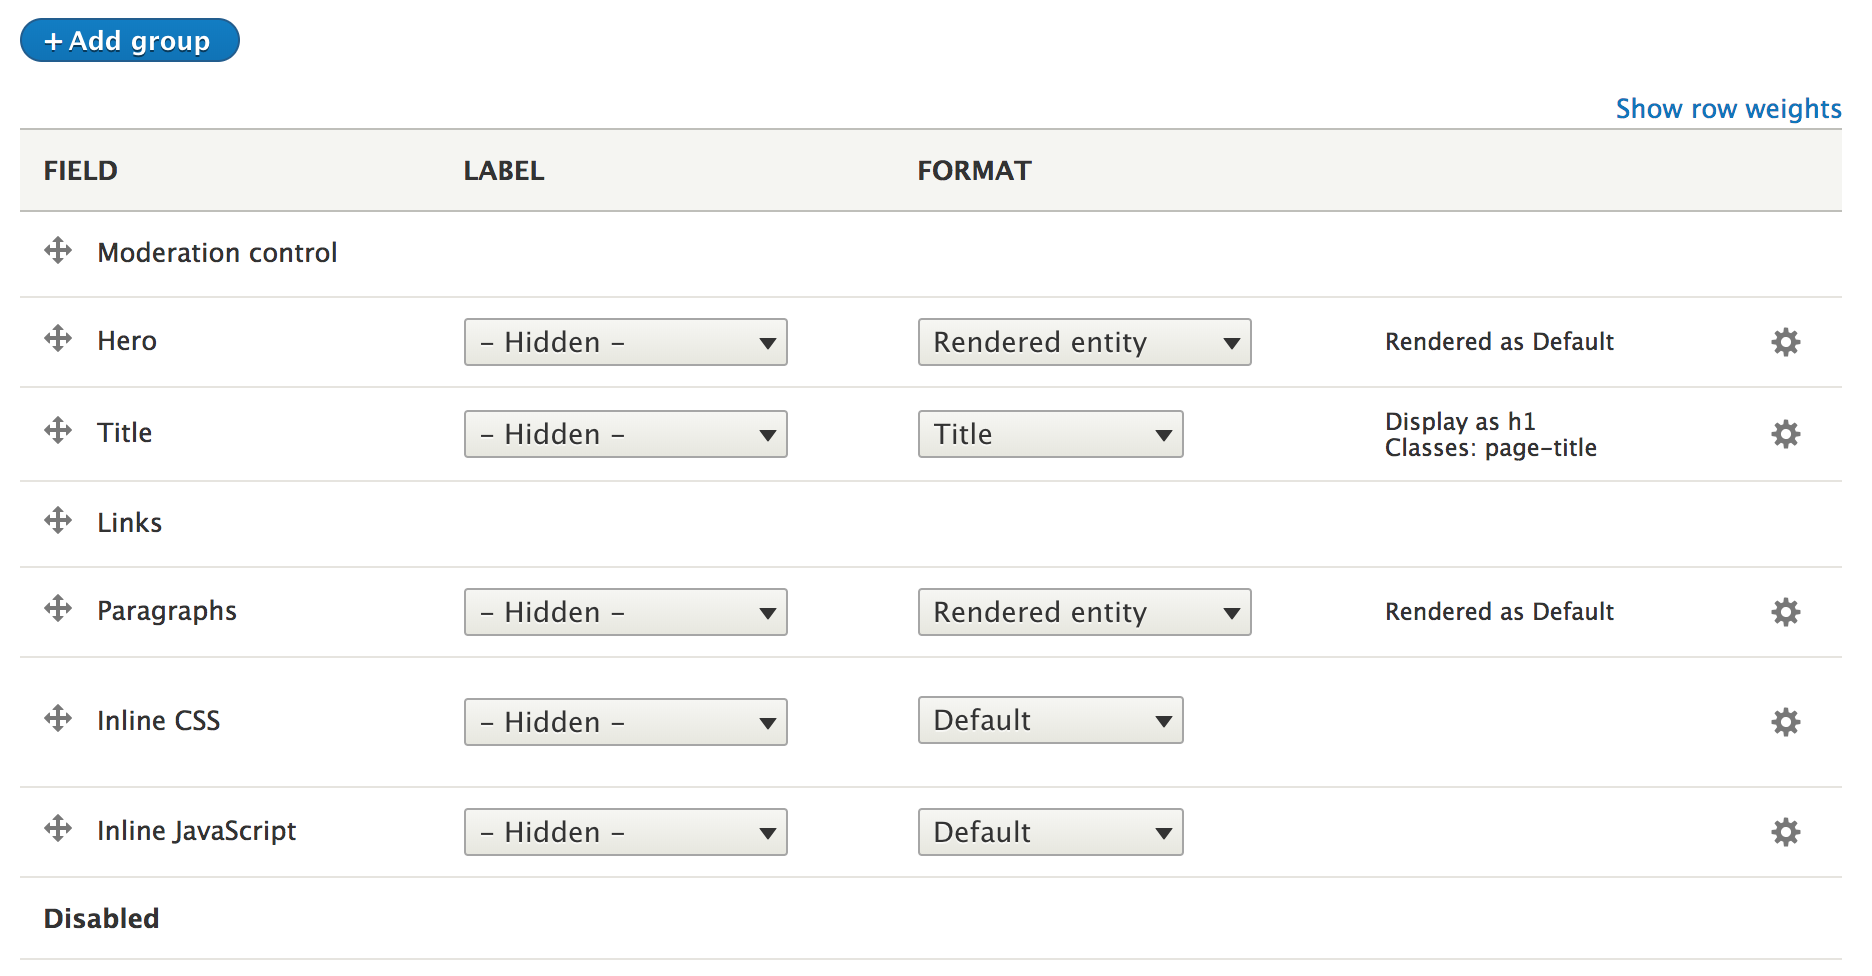 + Add group
Show row weights
FIELD LABEL FORMAT
Moderation control
Hero - Hidden - Rendered entity Rendered as Default
Title - Hidden - Title Display as h1
Classes: page-title
Links
Paragraphs - Hidden - Rendered entity Rendered as Default
Inline CSS - Hidden - Default
Inline JavaScript - Hidden - Default
Disabled